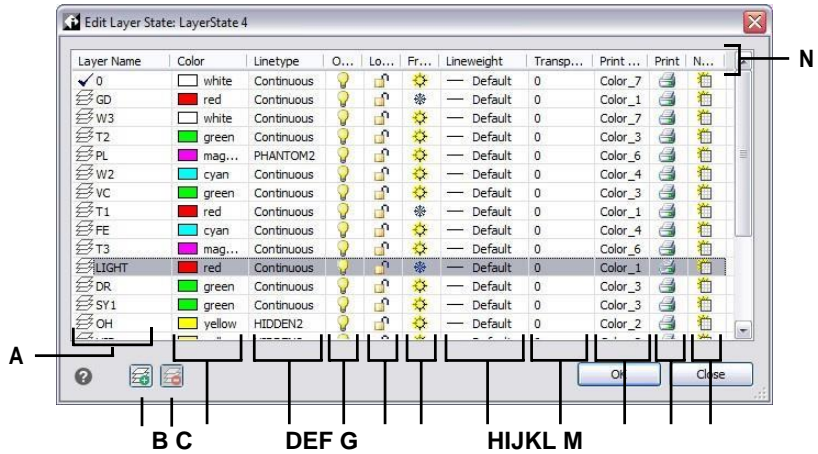 Edit Layer State: LayerState 4
Layer Name Color Linetype O... Lo... Fr... Lineweight Transp... Print ... Print N...
N
0 white Continuous Default 0 Color_7
GD red Continuous Default 0 Color_1
W3 white Continuous Default 0 Color_7
T2 green Continuous Default 0 Color_3
PL mag... PHANTOM2 Default 0 Color_6
W2 cyan Continuous Default 0 Color_4
VC green Continuous Default 0 Color_3
T1 red Continuous Default 0 Color_1
FE cyan Continuous Default 0 Color_4
T3 mag... Continuous Default 0 Color_6
LIGHT red Continuous Default 0 Color_1
DR green Continuous Default 0 Color_3
SY1 green Continuous Default 0 Color_3
OH yellow HIDDEN2 Default 0 Color_2
A
OK Close
B C DEF G HIJKL M